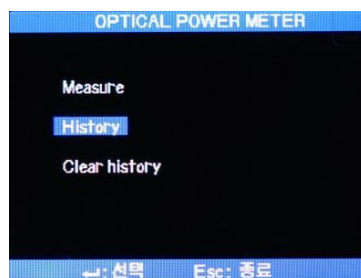 OPTICAL POWER METER
Measure
History
Clear history
↵: 선택 Esc: 종료